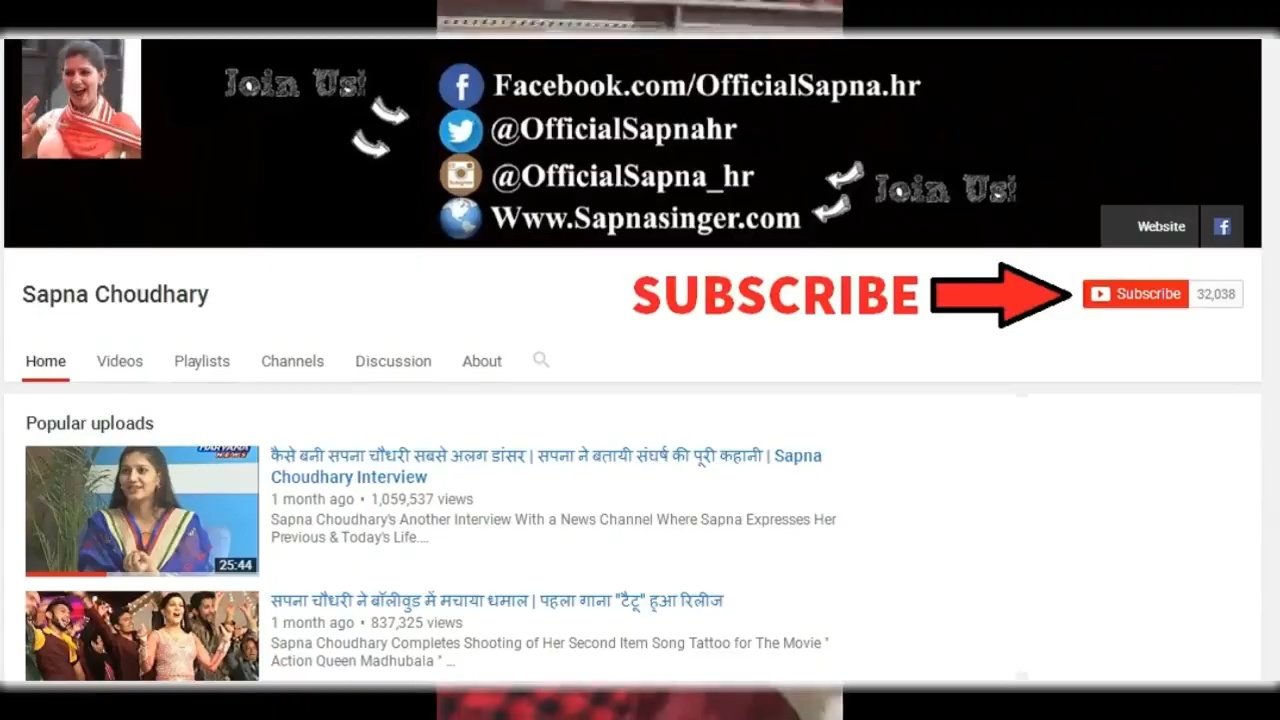 Join Us!
Facebook.com/OfficialSapna.hr
@OfficialSapnahr
@OfficialSapna_hr
Www.Sapnasinger.com
Join Us!
Website
Sapna Choudhary
SUBSCRIBE
Subscribe 32,038
Home Videos Playlists Channels Discussion About
Popular uploads
कैसे बनी सपना चौधरी सबसे अलग डांसर | सपना ने बतायी संघर्ष की पूरी कहानी | Sapna
Choudhary Interview
1 month ago • 1,059,537 views
Sapna Choudhary's Another Interview With a News Channel Where Sapna Expresses Her
Previous & Today's Life....
HARYANA
NEWS
25:44
सपना चौधरी ने बॉलीवुड में मचाया धमाल | पहला गाना "टैटू" हुआ रिलीज
1 month ago • 837,325 views
Sapna Choudhary Completes Shooting of Her Second Item Song Tattoo for The Movie "
Action Queen Madhubala " ...